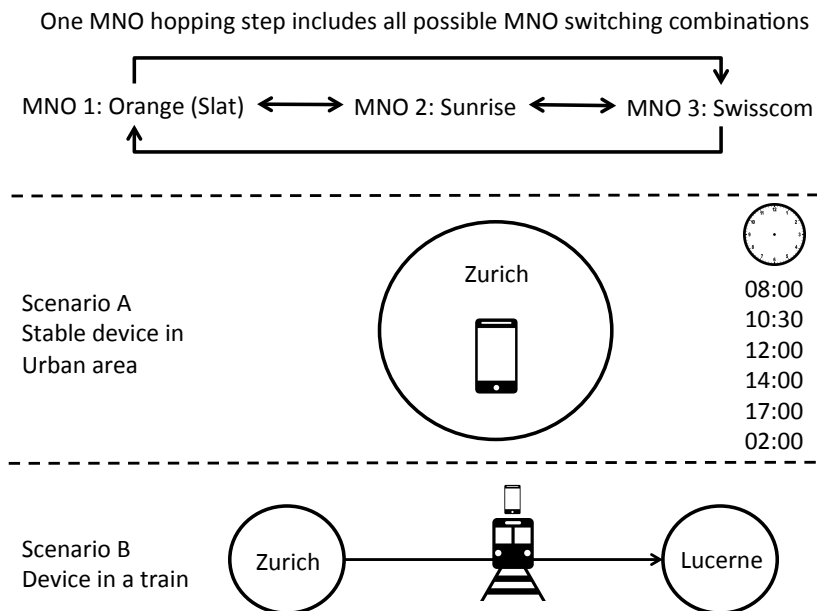 One MNO hopping step includes all possible MNO switching combinations
MNO 1: Orange (Slat)
MNO 2: Sunrise
MNO 3: Swisscom
Scenario A
Stable device in
Urban area
Zurich
08:00
10:30
12:00
14:00
17:00
02:00
Scenario B
Device in a train
Zurich
Lucerne